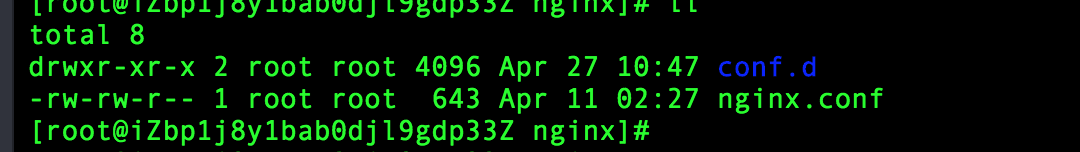 [root@iZbp1j8y1bab0djl9gdp33Z nginx]# ll
total 8
drwxr-xr-x 2 root root 4096 Apr 27 10:47 conf.d
-rw-rw-r-- 1 root root  643 Apr 11 02:27 nginx.conf
[root@iZbp1j8y1bab0djl9gdp33Z nginx]#